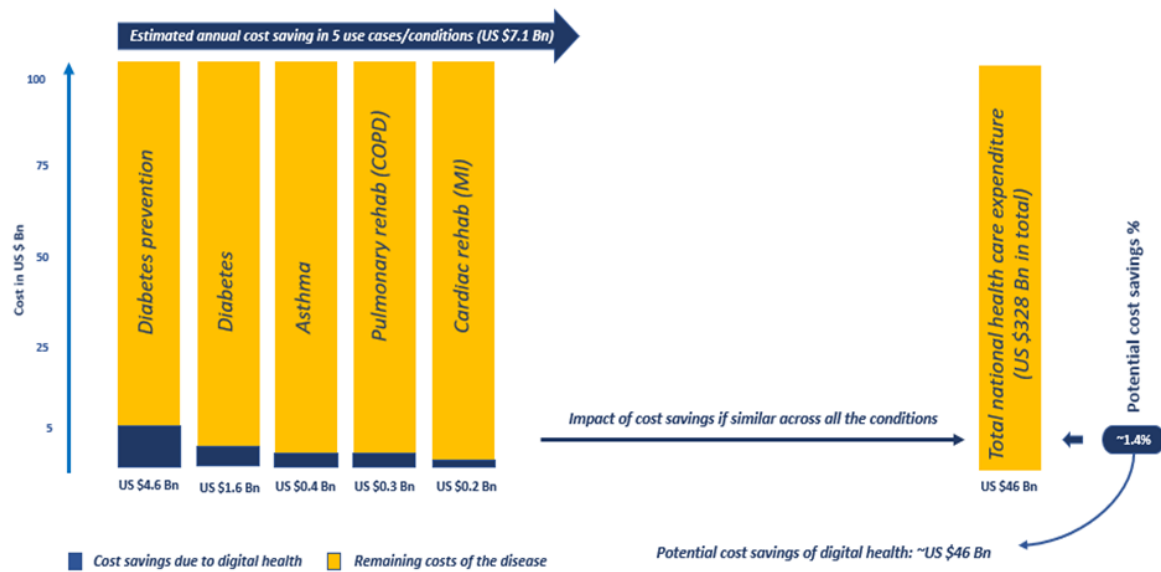 Estimated annual cost saving in 5 use cases/conditions (US $7.1 Bn)
Cost in US $ Bn
100
75
50
25
5
Diabetes prevention
Diabetes
Asthma
Pulmonary rehab (COPD)
Cardiac rehab (MI)
Total national health care expenditure
(US $328 Bn in total)
Potential cost savings %
Impact of cost savings if similar across all the conditions
~1.4%
US $4.6 Bn
US $1.6 Bn
US $0.4 Bn
US $0.3 Bn
US $0.2 Bn
US $46 Bn
Potential cost savings of digital health: ~US $46 Bn
Cost savings due to digital health
Remaining costs of the disease